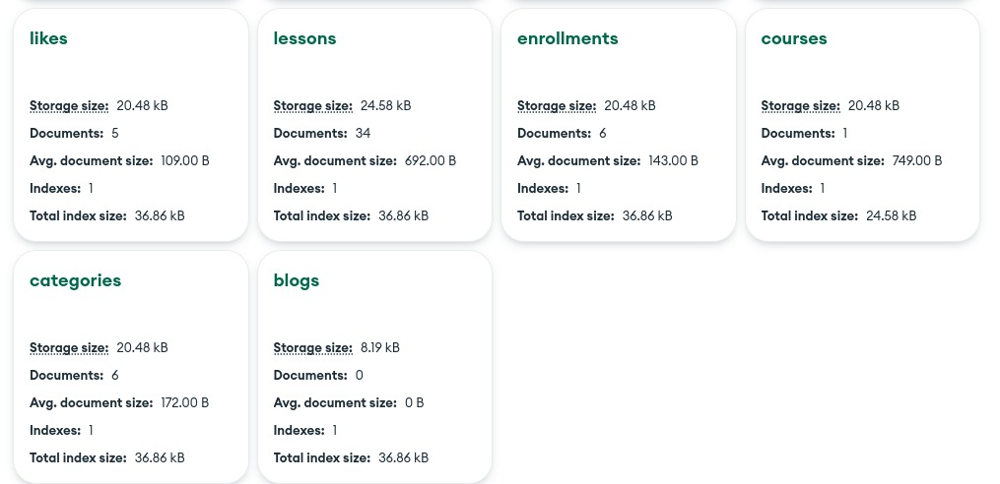 likes
Storage size: 20.48 kB
Documents: 5
Avg. document size: 109.00 B
Indexes: 1
Total index size: 36.86 kB
lessons
Storage size: 24.58 kB
Documents: 34
Avg. document size: 692.00 B
Indexes: 1
Total index size: 36.86 kB
enrollments
Storage size: 20.48 kB
Documents: 6
Avg. document size: 143.00 B
Indexes: 1
Total index size: 36.86 kB
courses
Storage size: 20.48 kB
Documents: 1
Avg. document size: 749.00 B
Indexes: 1
Total index size: 24.58 kB
categories
Storage size: 20.48 kB
Documents: 6
Avg. document size: 172.00 B
Indexes: 1
Total index size: 36.86 kB
blogs
Storage size: 8.19 kB
Documents: 0
Avg. document size: 0 B
Indexes: 1
Total index size: 36.86 kB